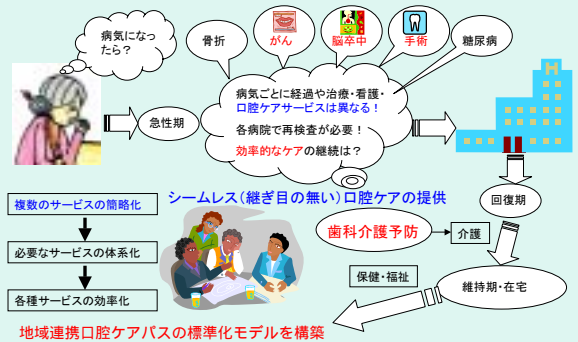 病気になっ
たら？
骨折
がん
脳卒中
手術
糖尿病
病気ごとに経過や治療・看護・
口腔ケアサービスは異なる！
各病院で再検査が必要！
効率的なケアの継続は？
急性期
H
回復期
シームレス（継ぎ目の無い）口腔ケアの提供
複数のサービスの簡略化
必要なサービスの体系化
各種サービスの効率化
歯科介護予防
介護
保健・福祉
維持期・在宅
地域連携口腔ケアパスの標準化モデルを構築